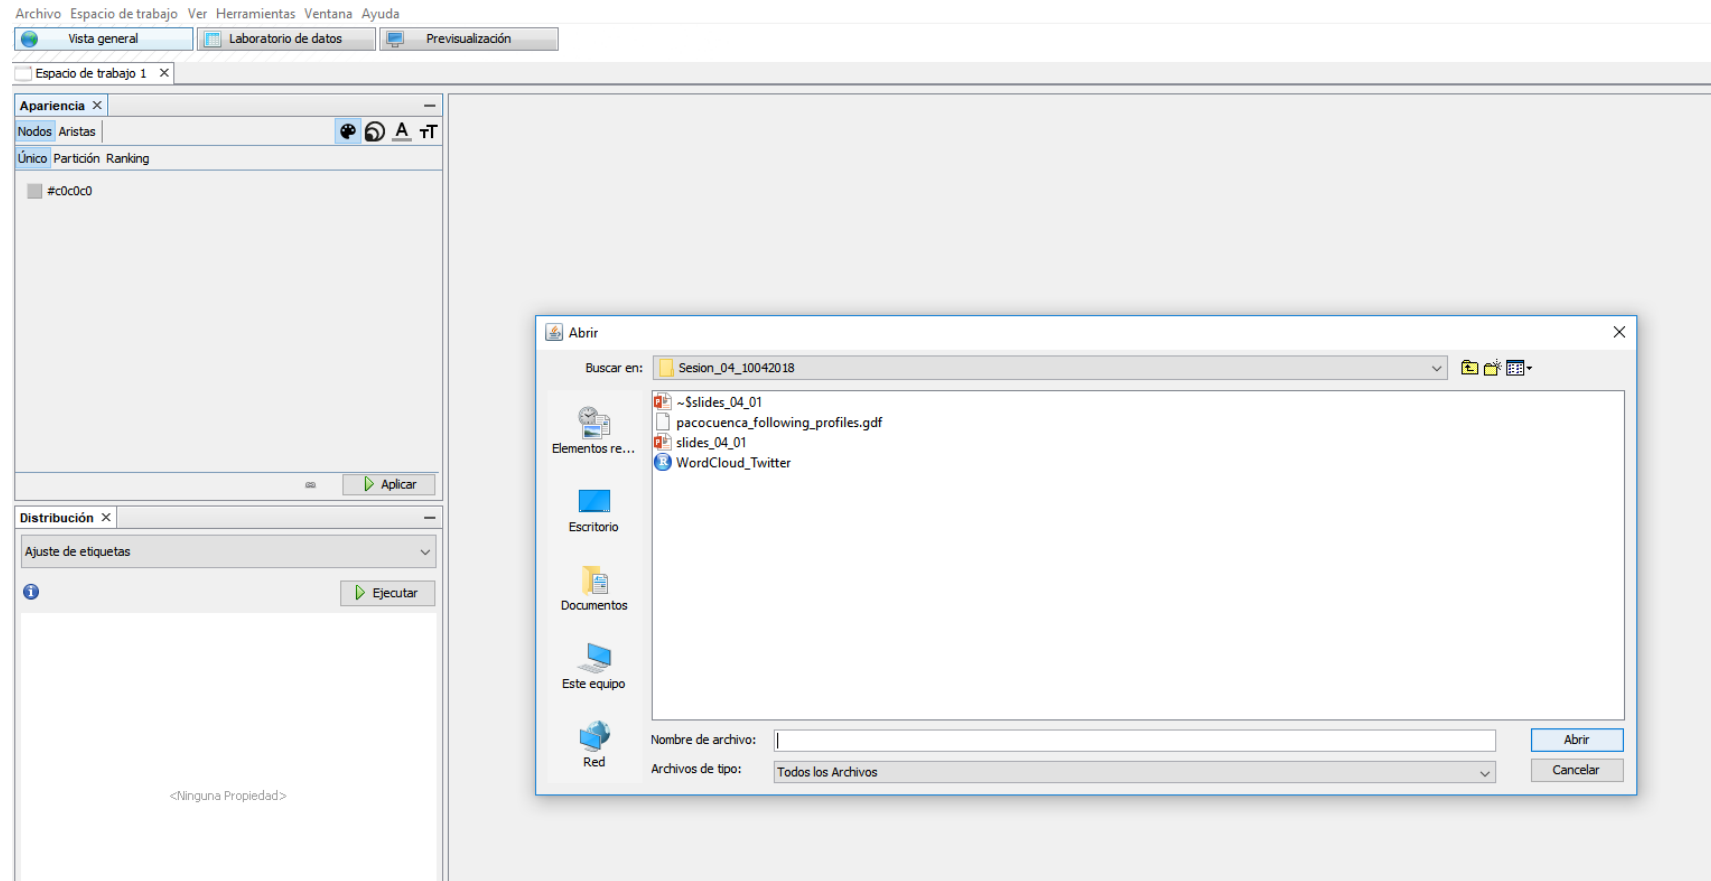 Archivo Espacio de trabajo Ver Herramientas Ventana Ayuda
Vista general Laboratorio de datos Previsualización
Espacio de trabajo 1
Apariencia
Nodos Aristas
Único Partición Ranking
#c0c0c0
Aplicar
Distribución
Ajuste de etiquetas
Ejecutar
<Ninguna Propiedad>
Abrir
Buscar en: Sesion_04_10042018
~$slides_04_01
pacocuenca_following_profiles.gdf
slides_04_01
WordCloud_Twitter
Elementos re...
Escritorio
Documentos
Este equipo
Red
Nombre de archivo: Abrir
Archivos de tipo: Todos los Archivos Cancelar